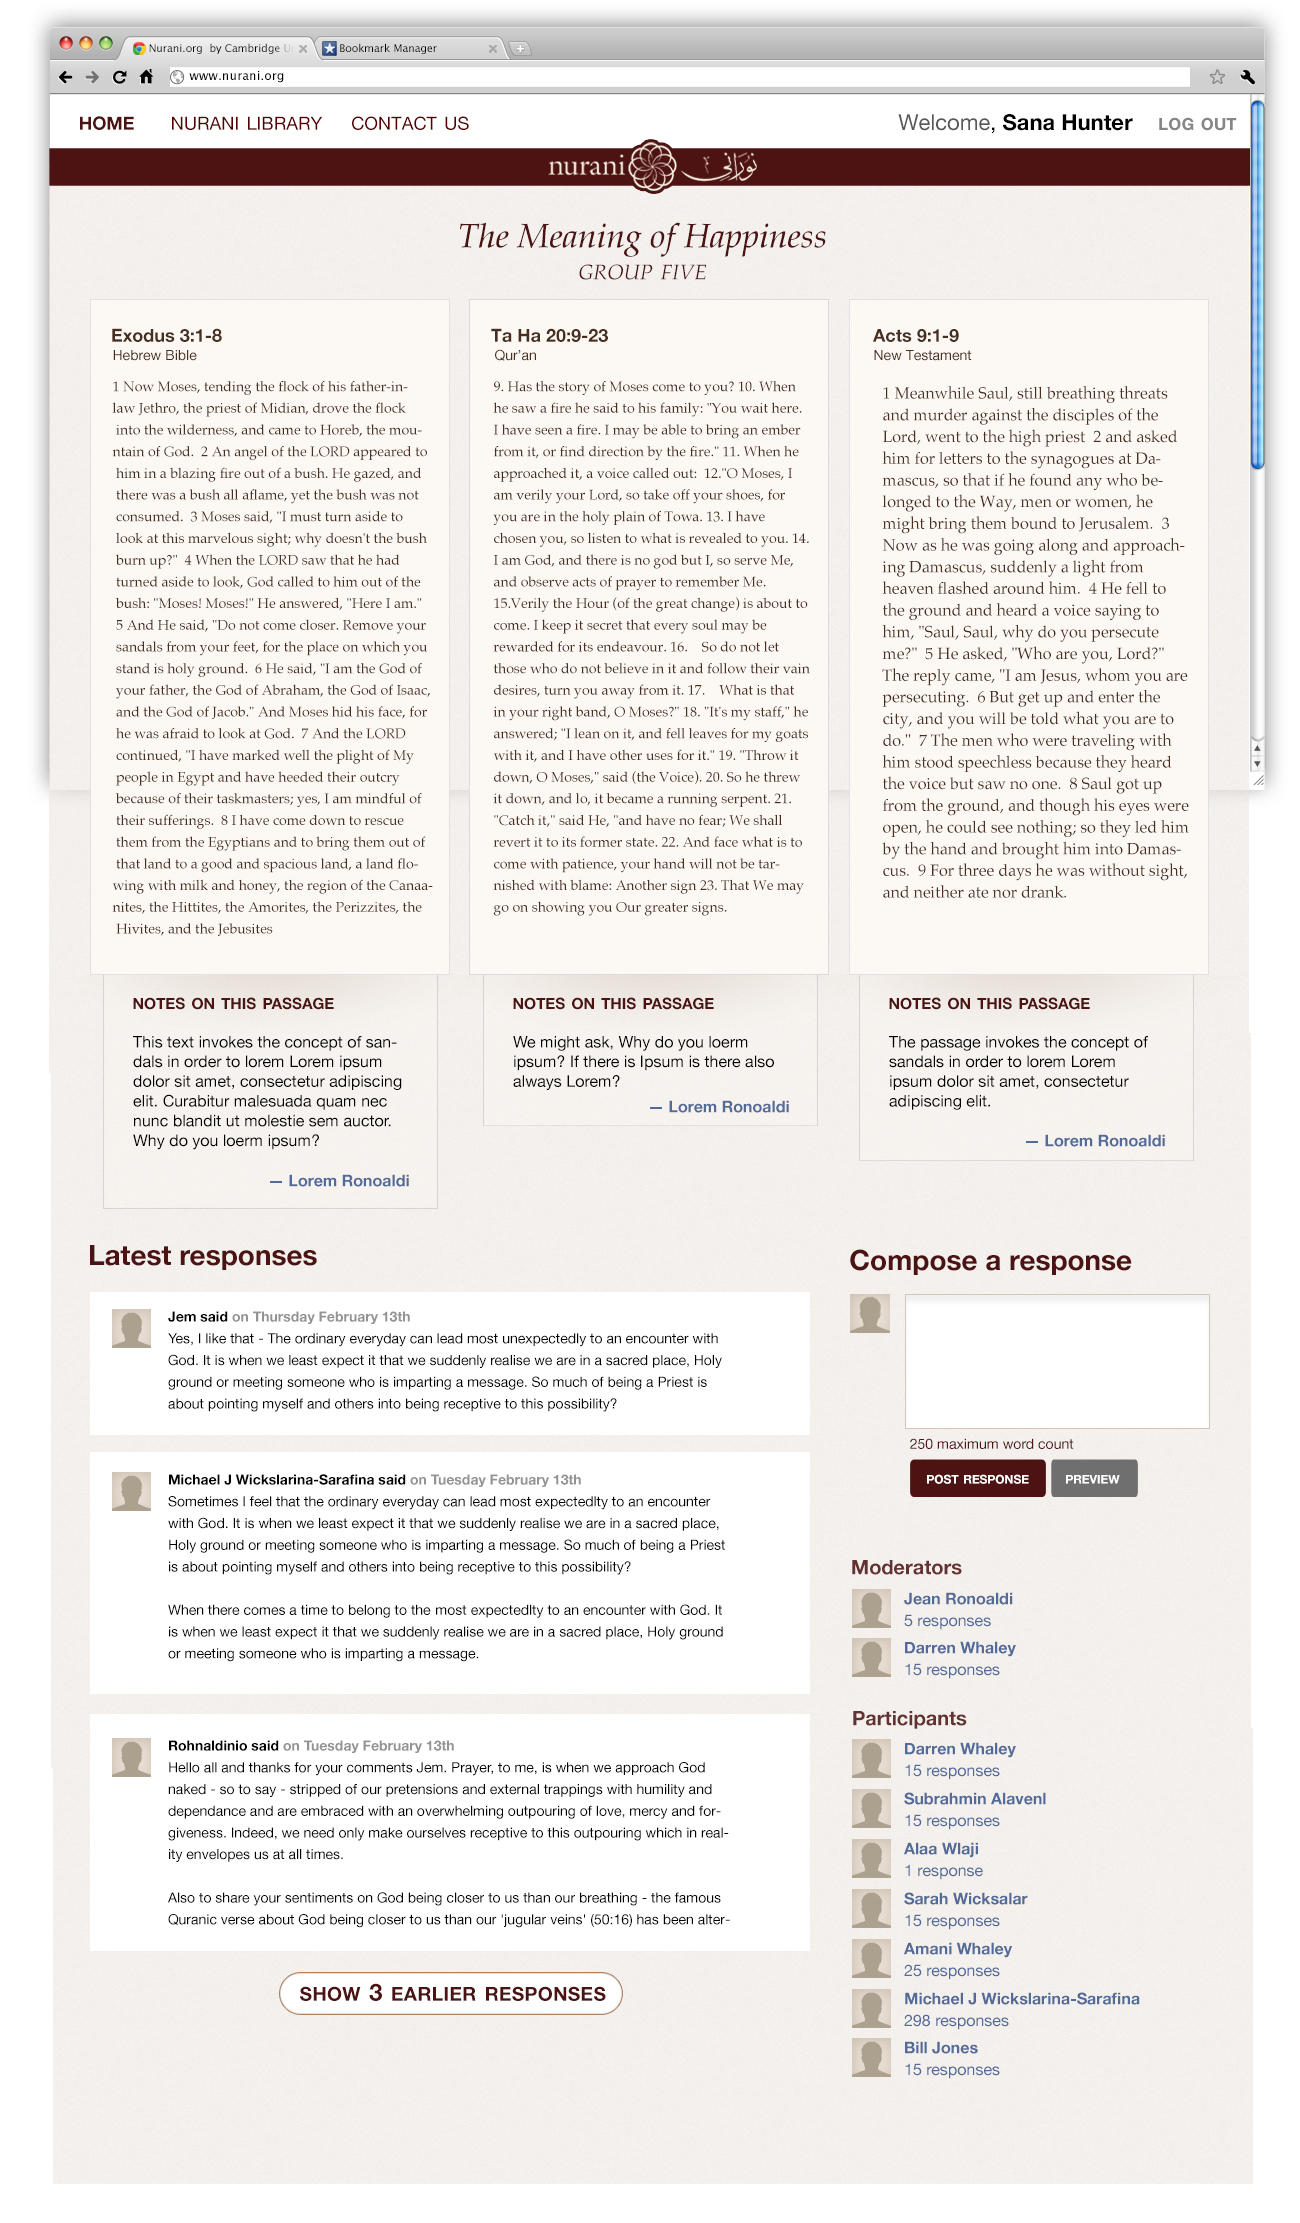 Nurani.org by Cambridge U
Bookmark Manager
www.nurani.org
HOME NURANI LIBRARY CONTACT US
Welcome, Sana Hunter LOG OUT
nurani نوراني
The Meaning of Happiness
GROUP FIVE
Exodus 3:1-8
Hebrew Bible
1 Now Moses, tending the flock of his father-in-
law Jethro, the priest of Midian, drove the flock
into the wilderness, and came to Horeb, the mou-
ntain of God. 2 An angel of the LORD appeared to
him in a blazing fire out of a bush. He gazed, and
there was a bush all aflame, yet the bush was not
consumed. 3 Moses said, "I must turn aside to
look at this marvelous sight; why doesn't the bush
burn up?" 4 When the LORD saw that he had
turned aside to look, God called to him out of the
bush: "Moses! Moses!" He answered, "Here I am."
5 And He said, "Do not come closer. Remove your
sandals from your feet, for the place on which you
stand is holy ground. 6 He said, "I am the God of
your father, the God of Abraham, the God of Isaac,
and the God of Jacob." And Moses hid his face, for
he was afraid to look at God. 7 And the LORD
continued, "I have marked well the plight of My
people in Egypt and have heeded their outcry
because of their taskmasters; yes, I am mindful of
their sufferings. 8 I have come down to rescue
them from the Egyptians and to bring them out of
that land to a good and spacious land, a land flo-
wing with milk and honey, the region of the Canaa-
nites, the Hittites, the Amorites, the Perizzites, the
Hivites, and the Jebusites
Ta Ha 20:9-23
Qur'an
9. Has the story of Moses come to you? 10. When
he saw a fire he said to his family: "You wait here.
I have seen a fire. I may be able to bring an ember
from it, or find direction by the fire." 11. When he
approached it, a voice called out: 12."O Moses, I
am verily your Lord, so take off your shoes, for
you are in the holy plain of Towa. 13. I have
chosen you, so listen to what is revealed to you. 14.
I am God, and there is no god but I, so serve Me,
and observe acts of prayer to remember Me.
15.Verily the Hour (of the great change) is about to
come. I keep it secret that every soul may be
rewarded for its endeavour. 16. So do not let
those who do not believe in it and follow their vain
desires, turn you away from it. 17. What is that
in your right band, O Moses?" 18. "It's my staff," he
answered; "I lean on it, and fell leaves for my goats
with it, and I have other uses for it." 19. "Throw it
down, O Moses," said (the Voice). 20. So he threw
it down, and lo, it became a running serpent. 21.
"Catch it," said He, "and have no fear; We shall
revert it to its former state. 22. And face what is to
come with patience, your hand will not be tar-
nished with blame: Another sign 23. That We may
go on showing you Our greater signs.
Acts 9:1-9
New Testament
1 Meanwhile Saul, still breathing threats
and murder against the disciples of the
Lord, went to the high priest 2 and asked
him for letters to the synagogues at Da-
mascus, so that if he found any who be-
longed to the Way, men or women, he
might bring them bound to Jerusalem. 3
Now as he was going along and approach-
ing Damascus, suddenly a light from
heaven flashed around him. 4 He fell to
the ground and heard a voice saying to
him, "Saul, Saul, why do you persecute
me?" 5 He asked, "Who are you, Lord?"
The reply came, "I am Jesus, whom you are
persecuting. 6 But get up and enter the
city, and you will be told what you are to
do." 7 The men who were traveling with
him stood speechless because they heard
the voice but saw no one. 8 Saul got up
from the ground, and though his eyes were
open, he could see nothing; so they led him
by the hand and brought him into Damas-
cus. 9 For three days he was without sight,
and neither ate nor drank.
NOTES ON THIS PASSAGE
This text invokes the concept of san-
dals in order to lorem Lorem ipsum
dolor sit amet, consectetur adipiscing
elit. Curabitur malesuada quam nec
nunc blandit ut molestie sem auctor.
Why do you loerm ipsum?
— Lorem Ronoaldi
NOTES ON THIS PASSAGE
We might ask, Why do you loerm
ipsum? If there is Ipsum is there also
always Lorem?
— Lorem Ronoaldi
NOTES ON THIS PASSAGE
The passage invokes the concept of
sandals in order to lorem Lorem
ipsum dolor sit amet, consectetur
adipiscing elit.
— Lorem Ronoaldi
Latest responses
Jem said on Thursday February 13th
Yes, I like that - The ordinary everyday can lead most unexpectedly to an encounter with
God. It is when we least expect it that we suddenly realise we are in a sacred place, Holy
ground or meeting someone who is imparting a message. So much of being a Priest is
about pointing myself and others into being receptive to this possibility?
Michael J Wickslarina-Sarafina said on Tuesday February 13th
Sometimes I feel that the ordinary everyday can lead most expectedlty to an encounter
with God. It is when we least expect it that we suddenly realise we are in a sacred place,
Holy ground or meeting someone who is imparting a message. So much of being a Priest
is about pointing myself and others into being receptive to this possibility?
When there comes a time to belong to the most expectedlty to an encounter with God. It
is when we least expect it that we suddenly realise we are in a sacred place, Holy ground
or meeting someone who is imparting a message.
Rohnaldinio said on Tuesday February 13th
Hello all and thanks for your comments Jem. Prayer, to me, is when we approach God
naked - so to say - stripped of our pretensions and external trappings with humility and
dependance and are embraced with an overwhelming outpouring of love, mercy and for-
giveness. Indeed, we need only make ourselves receptive to this outpouring which in real-
ity envelopes us at all times.
Also to share your sentiments on God being closer to us than our breathing - the famous
Quranic verse about God being closer to us than our 'jugular veins' (50:16) has been alter-
SHOW 3 EARLIER RESPONSES
Compose a response
250 maximum word count
POST RESPONSE PREVIEW
Moderators
Jean Ronoaldi
5 responses
Darren Whaley
15 responses
Participants
Darren Whaley
15 responses
Subrahmin Alavenl
15 responses
Alaa Wlaji
1 response
Sarah Wicksalar
15 responses
Amani Whaley
25 responses
Michael J Wickslarina-Sarafina
298 responses
Bill Jones
15 responses